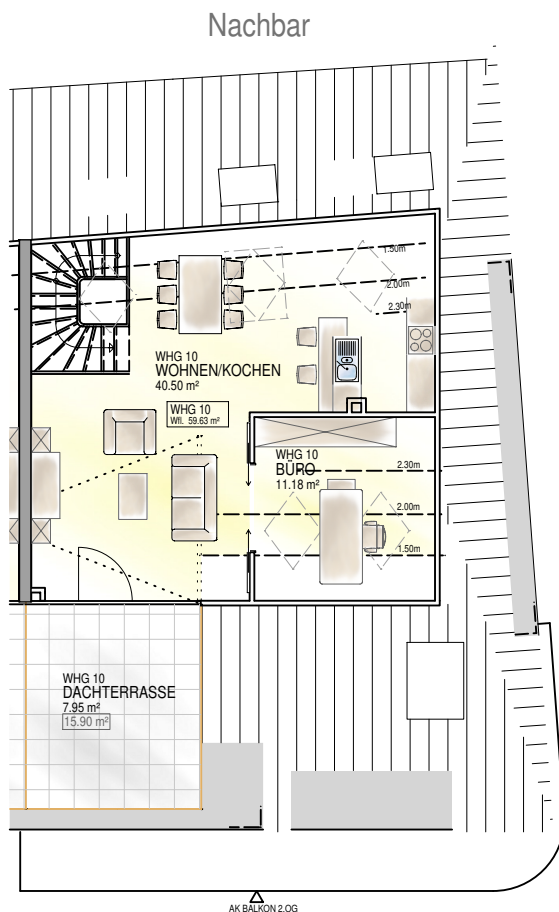 Nachbar
1.50m
2.00m
2.30m
WHG 10
WOHNEN/KOCHEN
40.50 m²
WHG 10
Wfl. 59.63 m²
WHG 10
BÜRO
11.18 m²
2.30m
2.00m
1.50m
WHG 10
DACHTERRASSE
7.95 m²
15.90 m²
AK BALKON 2.OG